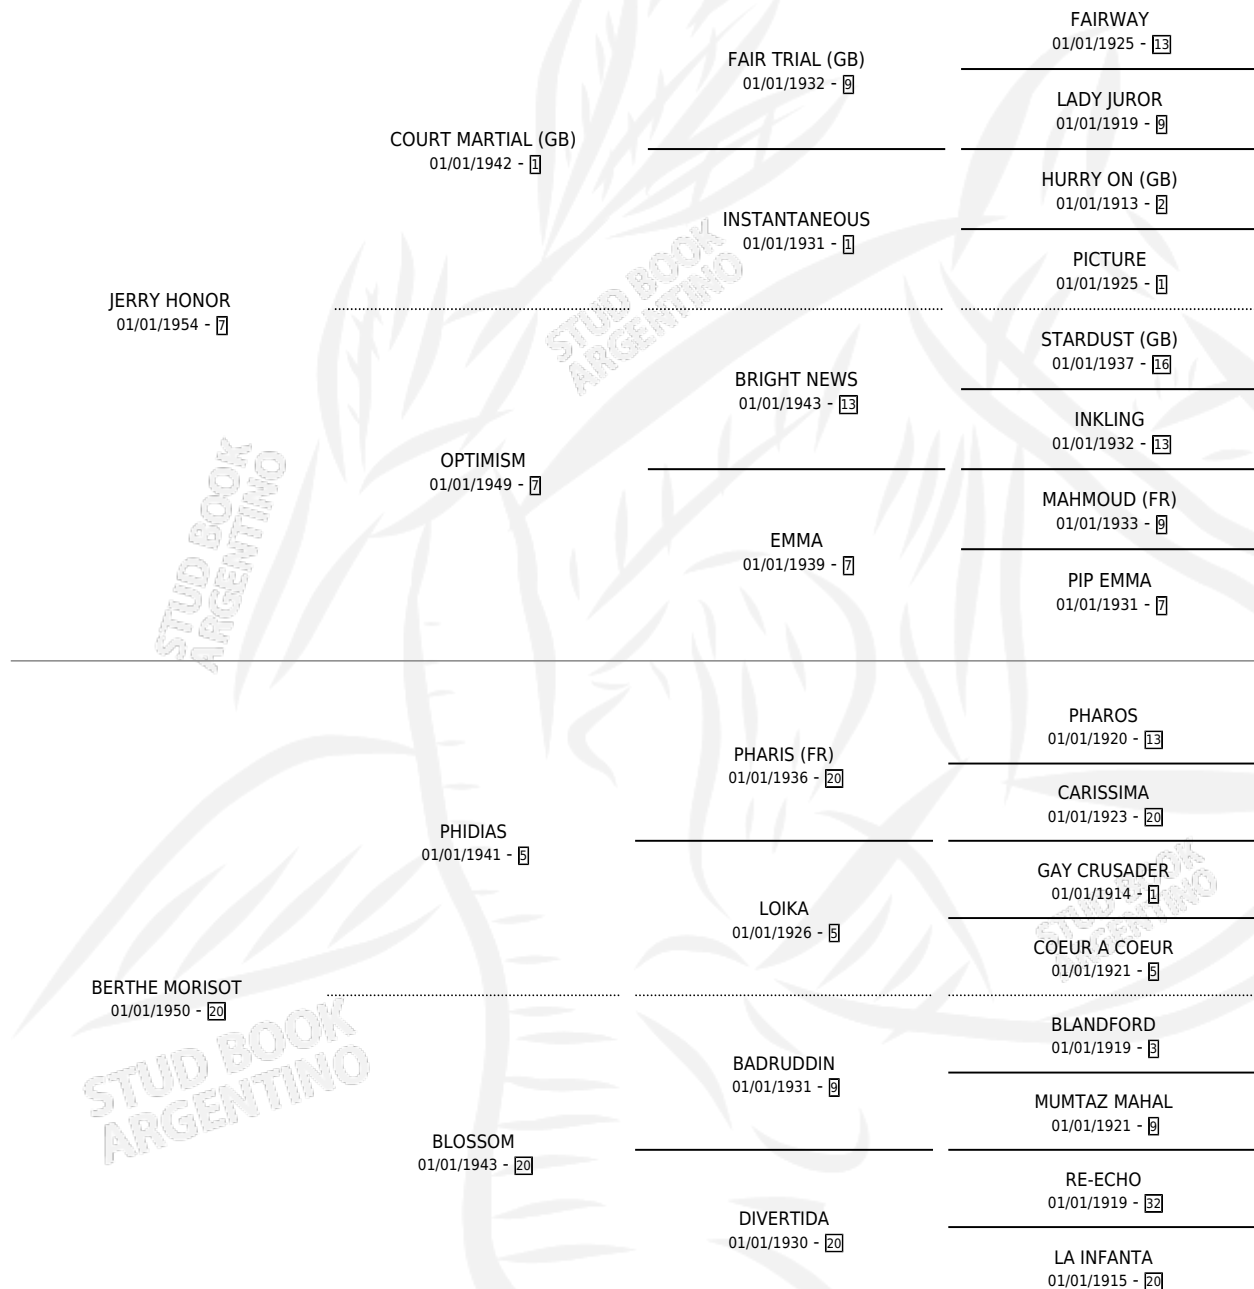 FAIRWAY
01/01/1925 - 13
FAIR TRIAL (GB)
01/01/1932 - 9
LADY JUROR
01/01/1919 - 9
COURT MARTIAL (GB)
01/01/1942 - 1
HURRY ON (GB)
01/01/1913 - 2
INSTANTANEOUS
01/01/1931 - 1
PICTURE
01/01/1925 - 1
JERRY HONOR
01/01/1954 - 7
STUD BOOK
ARGENTINO
STARDUST (GB)
01/01/1937 - 16
BRIGHT NEWS
01/01/1943 - 13
INKLING
01/01/1932 - 13
OPTIMISM
01/01/1949 - 7
MAHMOUD (FR)
01/01/1933 - 9
EMMA
01/01/1939 - 7
PIP EMMA
01/01/1931 - 7
STUD BOOK
ARGENTINO
PHAROS
01/01/1920 - 13
PHARIS (FR)
01/01/1936 - 20
CARISSIMA
01/01/1923 - 20
PHIDIAS
01/01/1941 - 5
GAY CRUSADER
01/01/1914 - 1
LOIKA
01/01/1926 - 5
COEUR A COEUR
01/01/1921 - 5
STUD BOOK
ARGENTINO
BERTHE MORISOT
01/01/1950 - 20
BLANDFORD
01/01/1919 - 3
BADRUDDIN
01/01/1931 - 9
MUMTAZ MAHAL
01/01/1921 - 9
STUD BOOK
ARGENTINO
BLOSSOM
01/01/1943 - 20
RE-ECHO
01/01/1919 - 32
DIVERTIDA
01/01/1930 - 20
LA INFANTA
01/01/1915 - 20